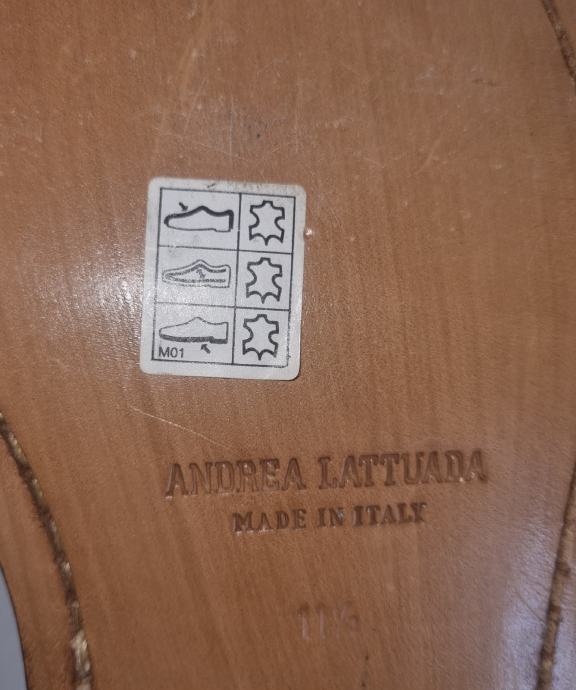 M01
ANDREA LATTUADA
MADE IN ITALY
11½